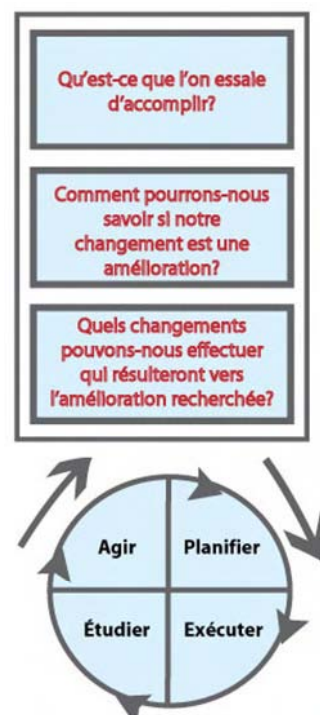 Qu'est-ce que l'on essaie
d'accomplir?
Comment pourrons-nous
savoir si notre
changement est une
amélioration?
Quels changements
pouvons-nous effectuer
qui résulteront vers
l'amélioration recherchée?
Agir
Planifier
Étudier
Exécuter